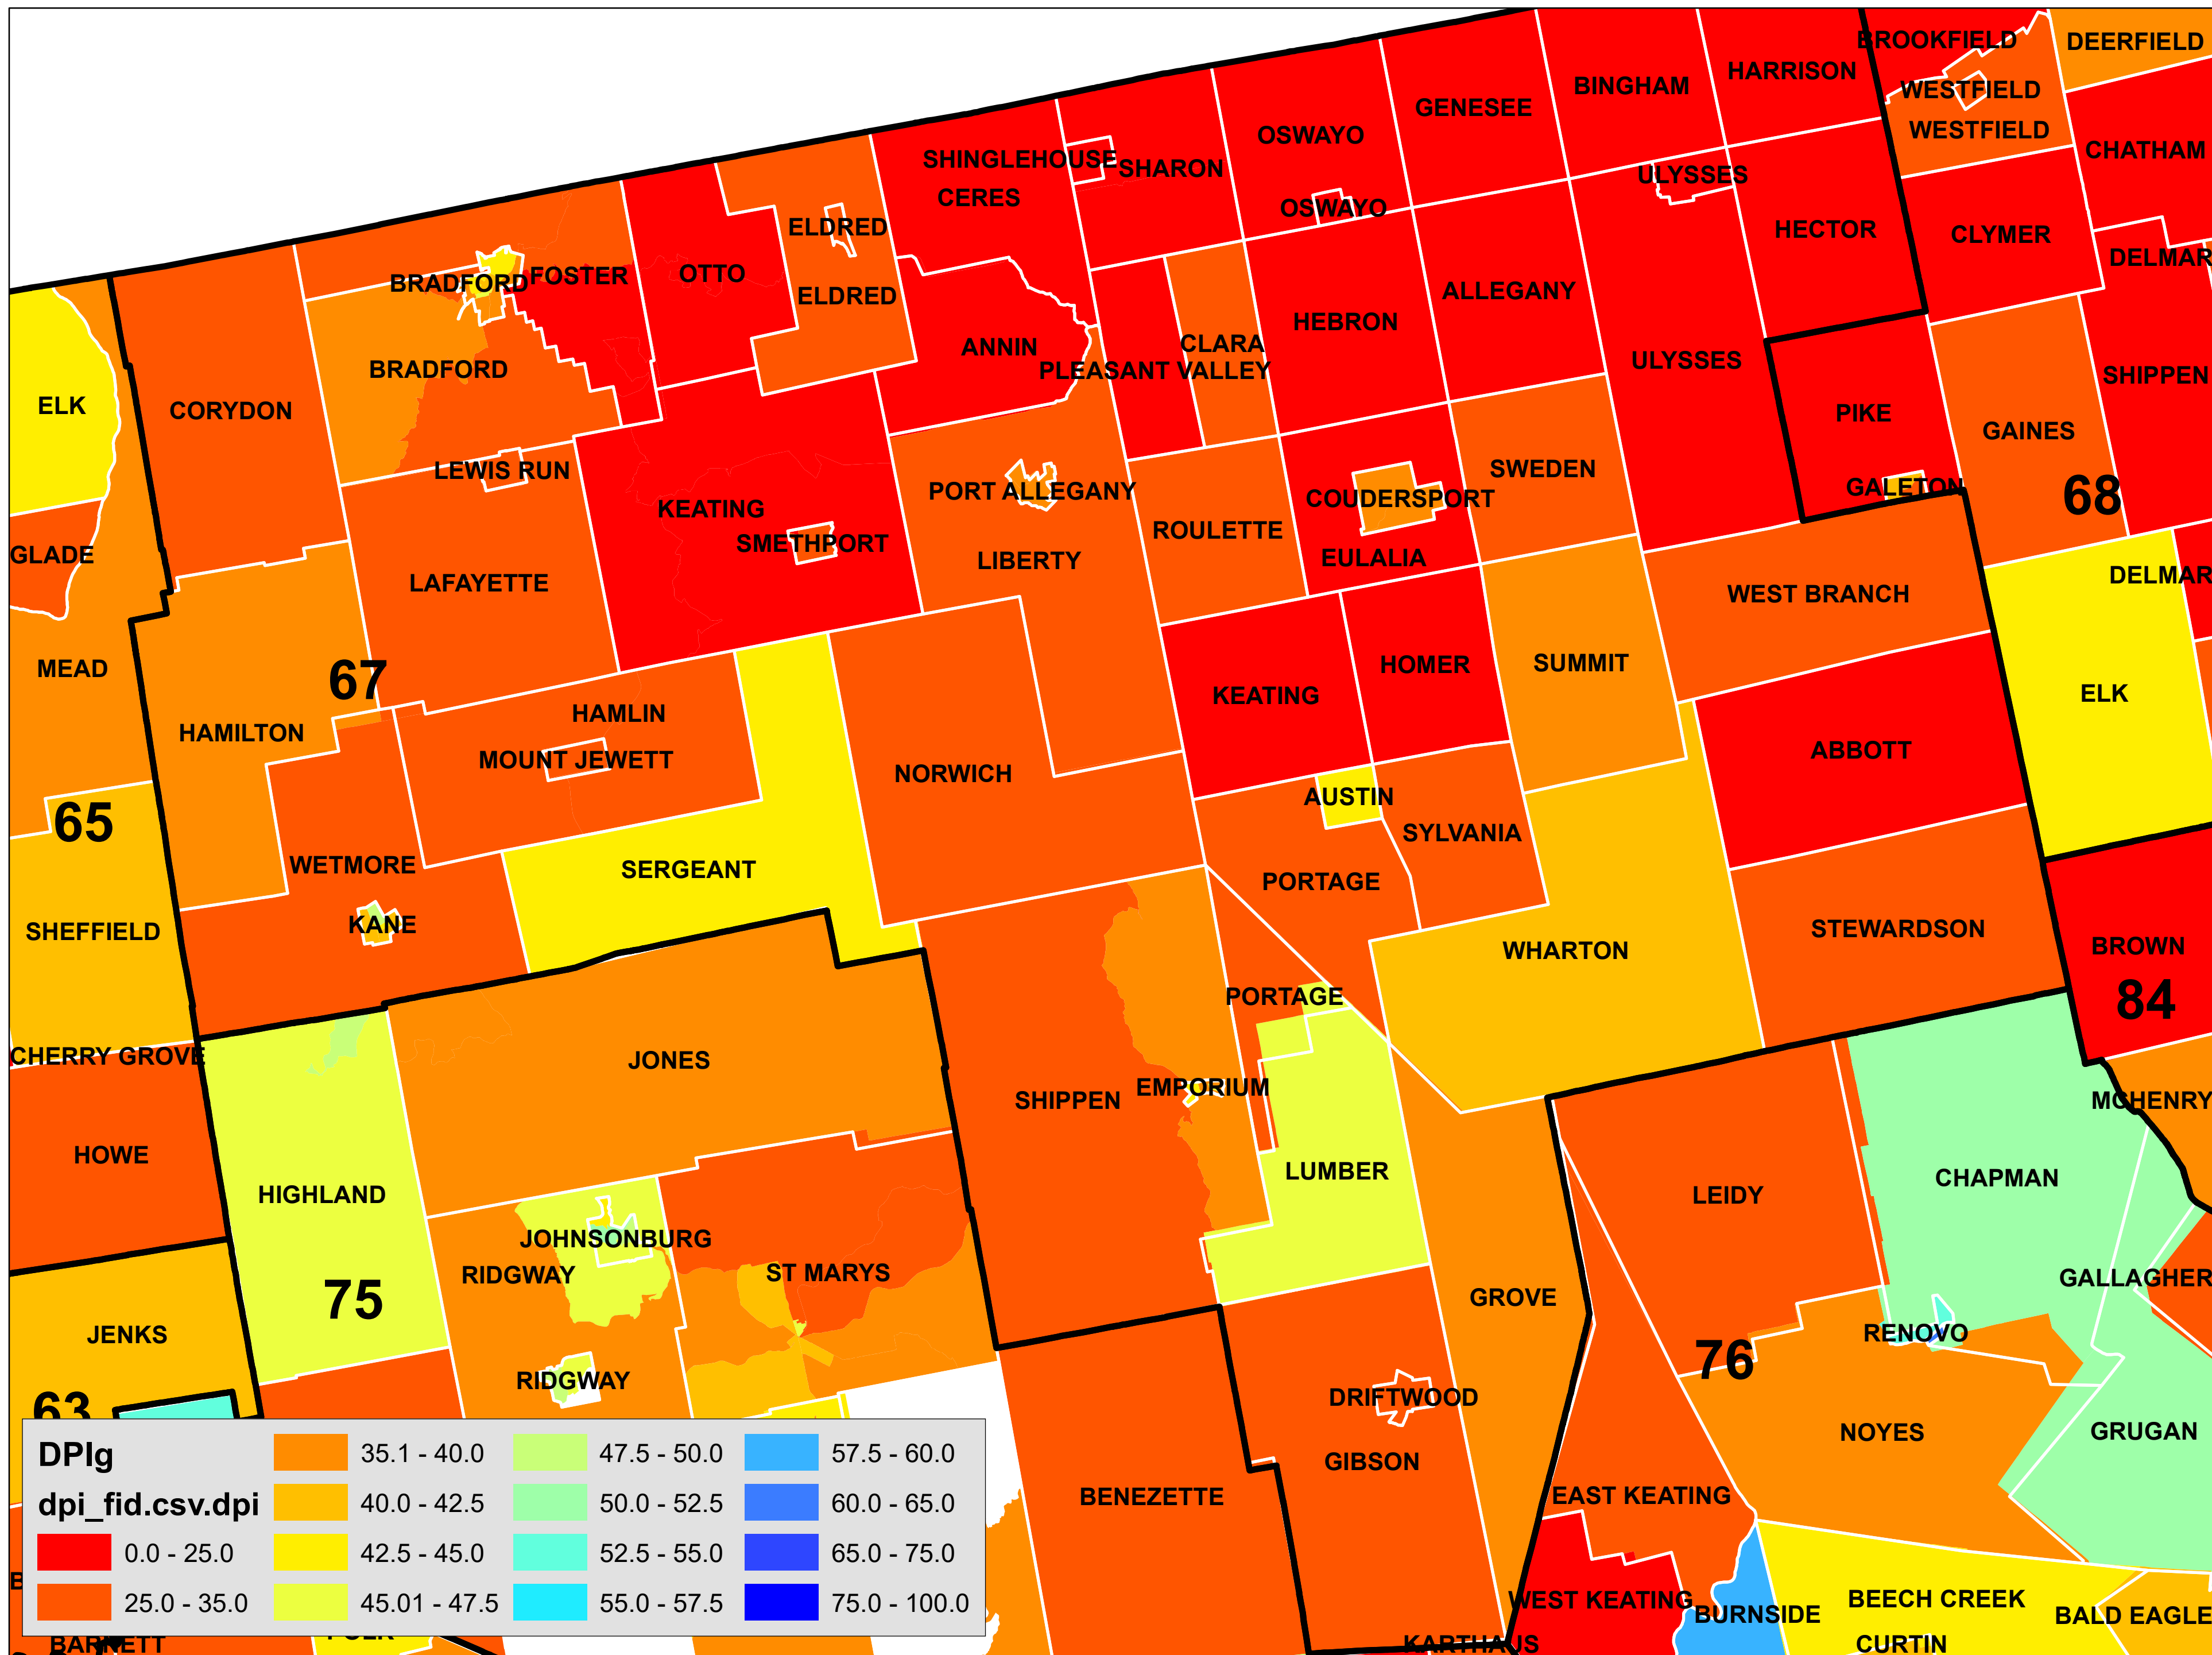 BROOKFIELD
DEERFIELD
HARRISON
BINGHAM
WESTFIELD
GENESEE
WESTFIELD
OSWAYO
CHATHAM
SHINGLEHOUSE
SHARON
ULYSSES
CERES
OSWAYO
ELDRED
HECTOR
CLYMER
DELMAR
FOSTER
OTTO
BRADFORD
ALLEGANY
ELDRED
HEBRON
CLARA
ANNIN
ULYSSES
PLEASANT VALLEY
BRADFORD
SHIPPEN
ELK
CORYDON
PIKE
GAINES
LEWIS RUN
SWEDEN
GALETON
68
PORT ALLEGANY
COUDERSPORT
KEATING
ROULETTE
SMETHPORT
GLADE
LIBERTY
EULALIA
DELMAR
LAFAYETTE
WEST BRANCH
MEAD
67
HOMER
SUMMIT
KEATING
ELK
HAMLIN
HAMILTON
ABBOTT
MOUNT JEWETT
NORWICH
AUSTIN
65
SYLVANIA
WETMORE
SERGEANT
PORTAGE
KANE
SHEFFIELD
STEWARDSON
WHARTON
BROWN
PORTAGE
84
CHERRY GROVE
JONES
EMPORIUM
SHIPPEN
MCHENRY
HOWE
LUMBER
CHAPMAN
HIGHLAND
LEIDY
JOHNSONBURG
RIDGWAY
ST MARYS
GALLAGHER
75
GROVE
JENKS
RENOVO
76
RIDGWAY
DRIFTWOOD
63
NOYES
GRUGAN
GIBSON
BENEZETTE
EAST KEATING
DPIg
dpi_fid.csv.dpi
0.0 - 25.0
25.0 - 35.0
35.1 - 40.0
40.0 - 42.5
42.5 - 45.0
45.01 - 47.5
47.5 - 50.0
50.0 - 52.5
52.5 - 55.0
55.0 - 57.5
57.5 - 60.0
60.0 - 65.0
65.0 - 75.0
75.0 - 100.0
WEST KEATING
BURNSIDE
BEECH CREEK
BALD EAGLE
BARNETT
KARTHAUS
CURTIN